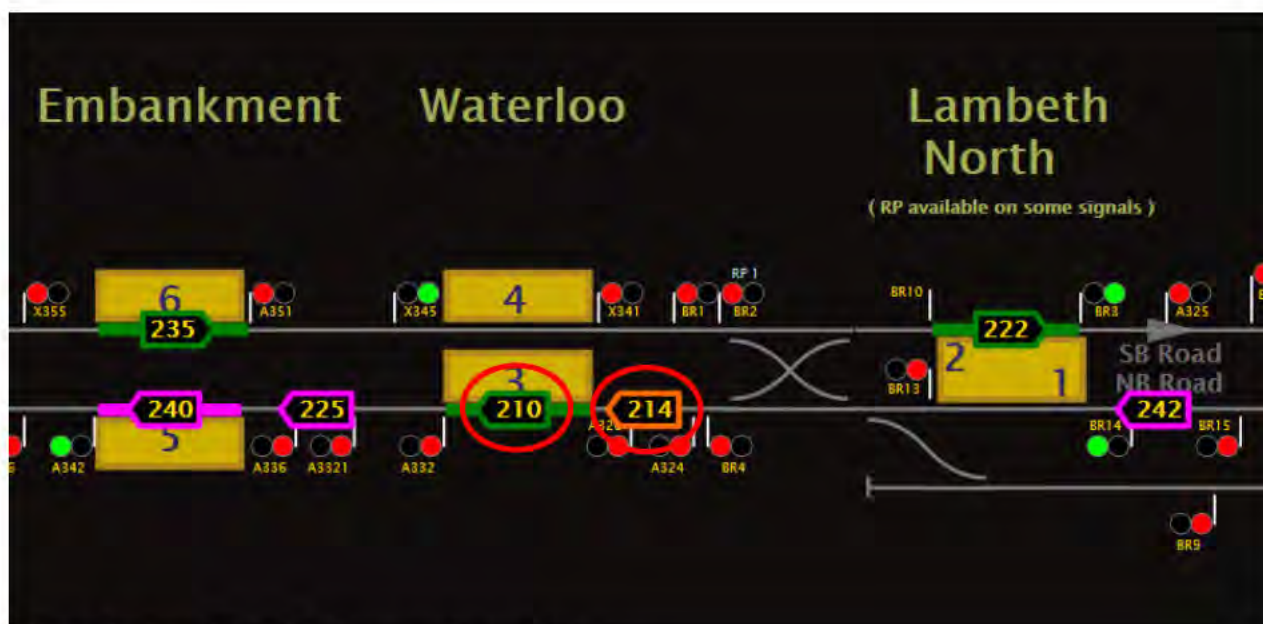 Embankment
Waterloo
Lambeth
North
( RP available on some signals )
6
4
RP 1
X355
A351
X345
X341
BR1
BR2
BR10
BR3
A325
235
222
3
2
1
SB Road
NB Road
BR13
240
225
210
214
242
5
BR14
BR15
A342
A336
A3321
A332
A324
BR4
BR9